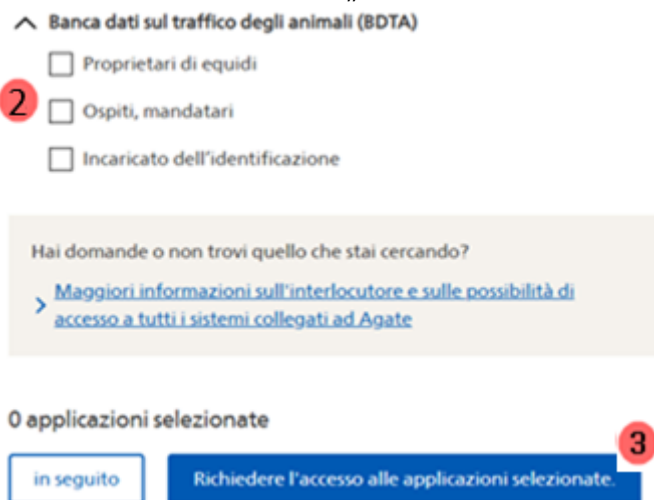 Banca dati sul traffico degli animali (BDTA)
Proprietari di equidi
2 Ospiti, mandatari
Incaricato dell'identificazione
Hai domande o non trovi quello che stai cercando?
Maggiori informazioni sull'interlocutore e sulle possibilità di
accesso a tutti i sistemi collegati ad Agate
0 applicazioni selezionate
3
in seguito Richiedere l'accesso alle applicazioni selezionate.